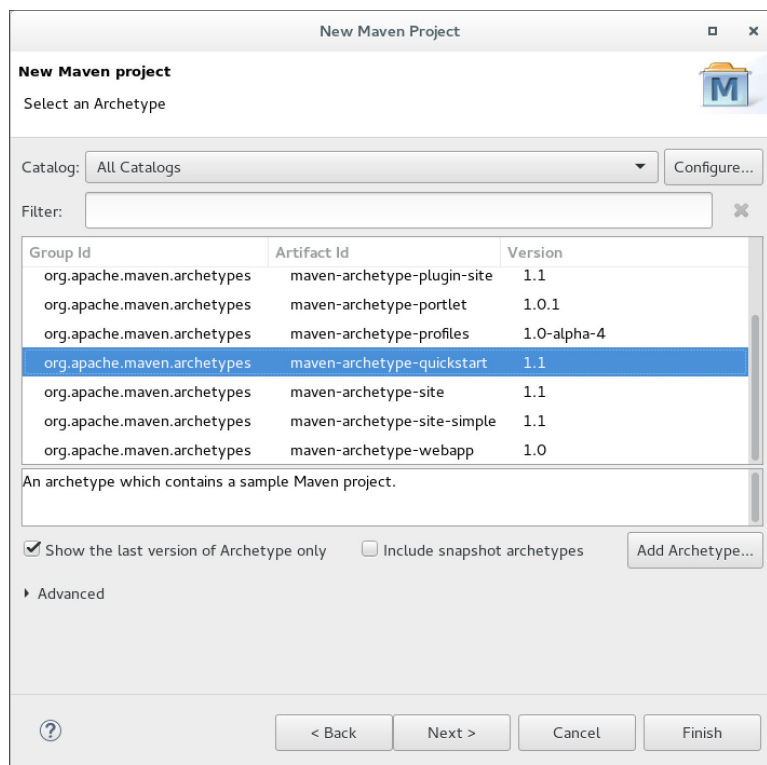 New Maven Project
New Maven project
Select an Archetype
M
Catalog: All Catalogs Configure...
Filter:
Group Id Artifact Id Version
org.apache.maven.archetypes maven-archetype-plugin-site 1.1
org.apache.maven.archetypes maven-archetype-portlet 1.0.1
org.apache.maven.archetypes maven-archetype-profiles 1.0-alpha-4
org.apache.maven.archetypes maven-archetype-quickstart 1.1
org.apache.maven.archetypes maven-archetype-site 1.1
org.apache.maven.archetypes maven-archetype-site-simple 1.1
org.apache.maven.archetypes maven-archetype-webapp 1.0
An archetype which contains a sample Maven project.
Show the last version of Archetype only Include snapshot archetypes Add Archetype...
Advanced
? < Back Next > Cancel Finish